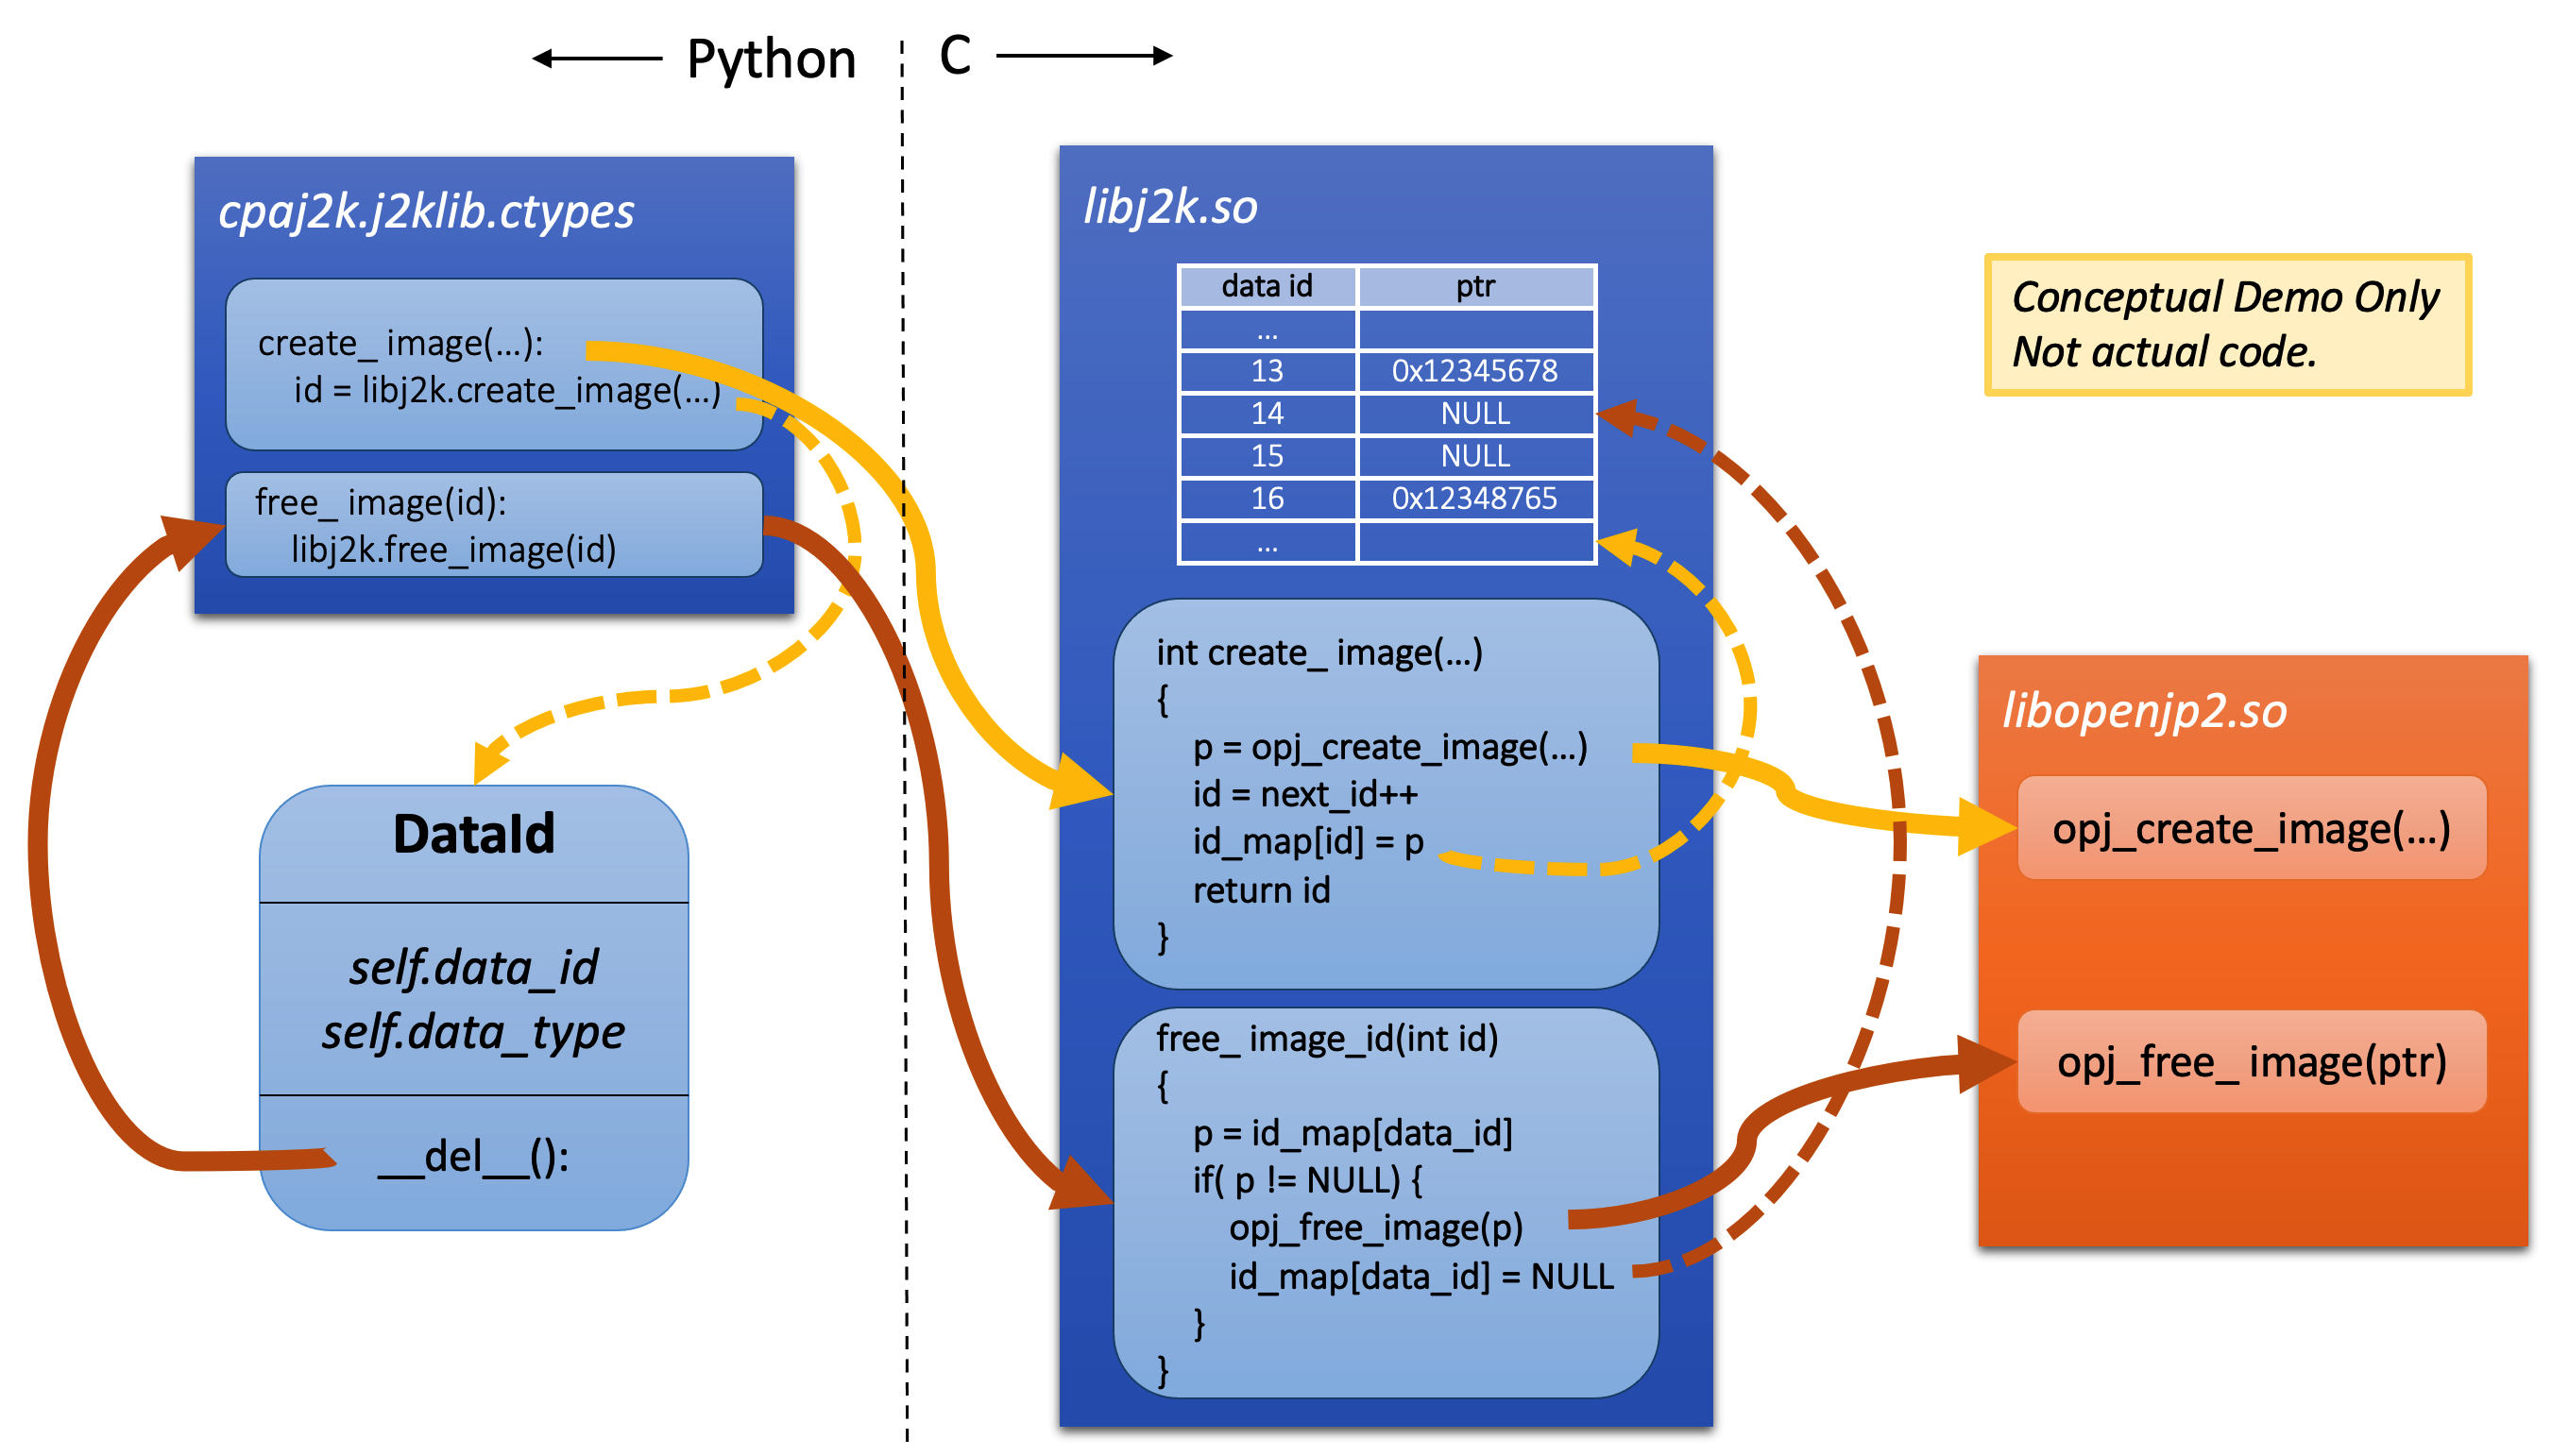 Python
C
cpaj2k.j2klib.ctypes
create_ image(...):
id = libj2k.create_image(...)
free_ image(id):
libj2k.free_image(id)
DataId
self.data_id
self.data_type
__del__():
libj2k.so
data id ptr
...
13 0x12345678
14 NULL
15 NULL
16 0x12348765
...
int create_ image(...)
{
p = opj_create_image(...)
id = next_id++
id_map[id] = p
return id
}
free_ image_id(int id)
{
p = id_map[data_id]
if( p != NULL) {
opj_free_image(p)
id_map[data_id] = NULL
}
}
Conceptual Demo Only
Not actual code.
libopenjp2.so
opj_create_image(...)
opj_free_ image(ptr)